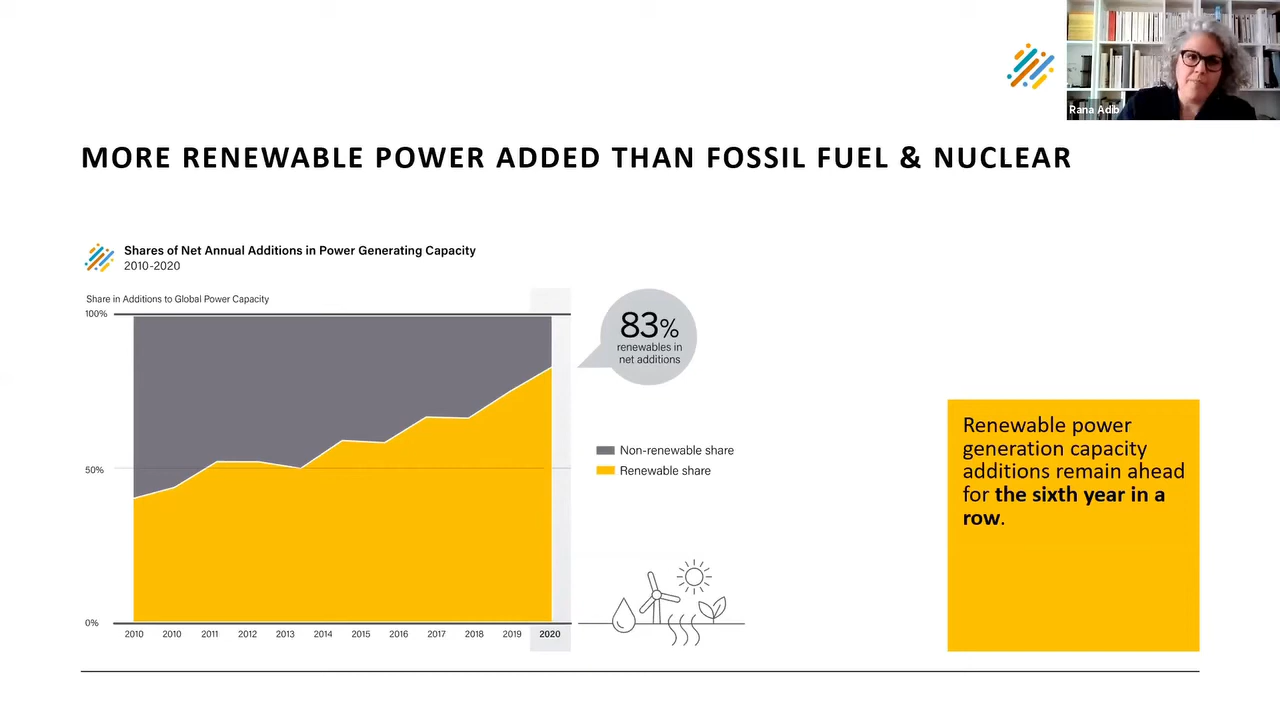 Rana Adib
MORE RENEWABLE POWER ADDED THAN FOSSIL FUEL & NUCLEAR
Shares of Net Annual Additions in Power Generating Capacity
2010-2020
Share in Additions to Global Power Capacity
100%
83%
renewables in
net additions
Non-renewable share
50%
Renewable share
0%
2010 2010 2011 2012 2013 2014 2015 2016 2017 2018 2019 2020
Renewable power
generation capacity
additions remain ahead
for the sixth year in a
row.